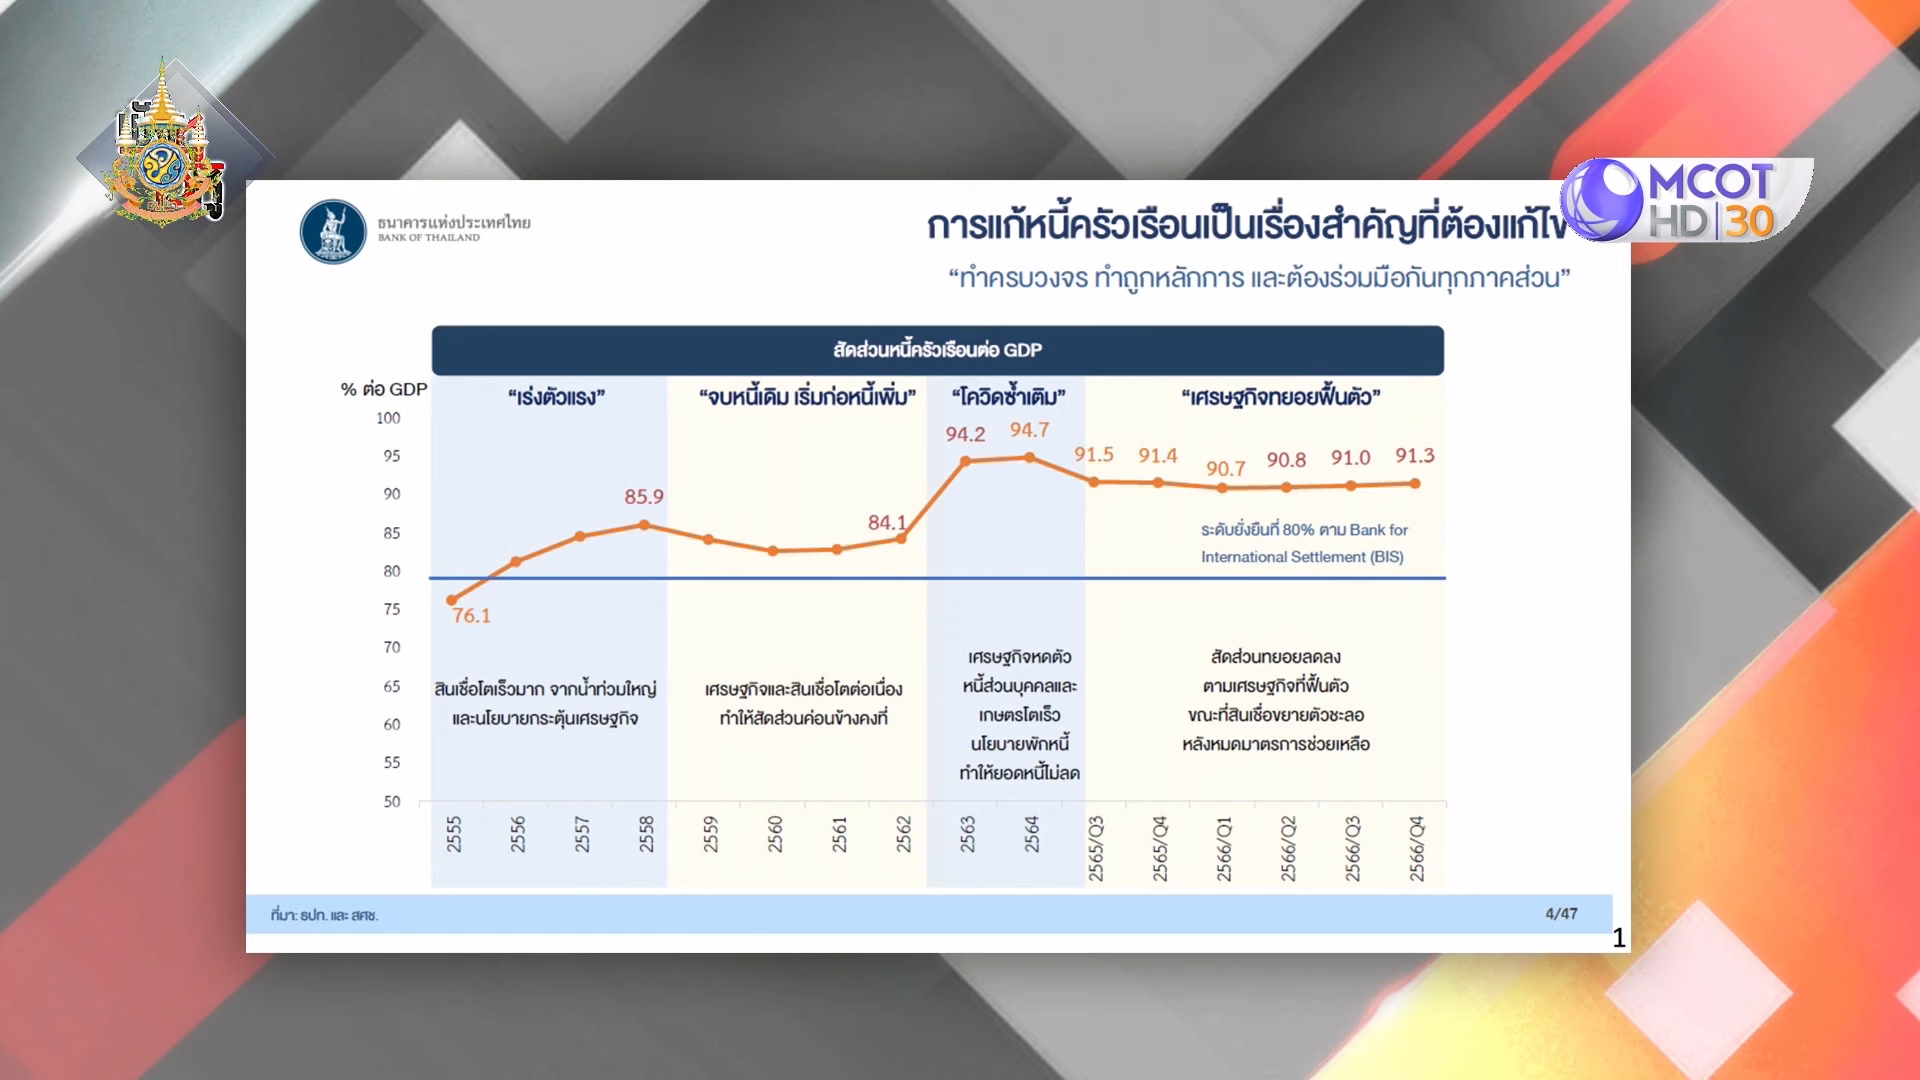 ธนาคารแห่งประเทศไทย
BANK OF THAILAND
MCOT
HD 30
การแก้หนี้ครัวเรือนเป็นเรื่องสำคัญที่ต้องแก้ไข
“ทำครบวงจร ทำถูกหลักการ และต้องร่วมมือกันทุกภาคส่วน”
สัดส่วนหนี้ครัวเรือนต่อ GDP
% ต่อ GDP
“เร่งตัวแรง”
“จบหนี้เดิม เริ่มก่อหนี้เพิ่ม”
“โควิดซ้ำเติม”
“เศรษฐกิจทยอยฟื้นตัว”
100
95
90
85
80
75
70
65
60
55
50
76.1
85.9
84.1
94.2
94.7
91.5
91.4
90.7
90.8
91.0
91.3
ระดับยั่งยืนที่ 80% ตาม Bank for
International Settlement (BIS)
สินเชื่อโตเร็วมาก จากน้ำท่วมใหญ่
และนโยบายกระตุ้นเศรษฐกิจ
เศรษฐกิจและสินเชื่อโตต่อเนื่อง
ทำให้สัดส่วนค่อนข้างคงที่
เศรษฐกิจหดตัว
หนี้ส่วนบุคคลและ
เกษตรโตเร็ว
นโยบายพักหนี้
ทำให้ยอดหนี้ไม่ลด
สัดส่วนทยอยลดลง
ตามเศรษฐกิจที่ฟื้นตัว
ขณะที่สินเชื่อขยายตัวชะลอ
หลังหมดมาตรการช่วยเหลือ
2555
2556
2557
2558
2559
2560
2561
2562
2563
2564
2565/Q3
2565/Q4
2566/Q1
2566/Q2
2566/Q3
2566/Q4
ที่มา: ธปท. และ สศช.
4/47
1